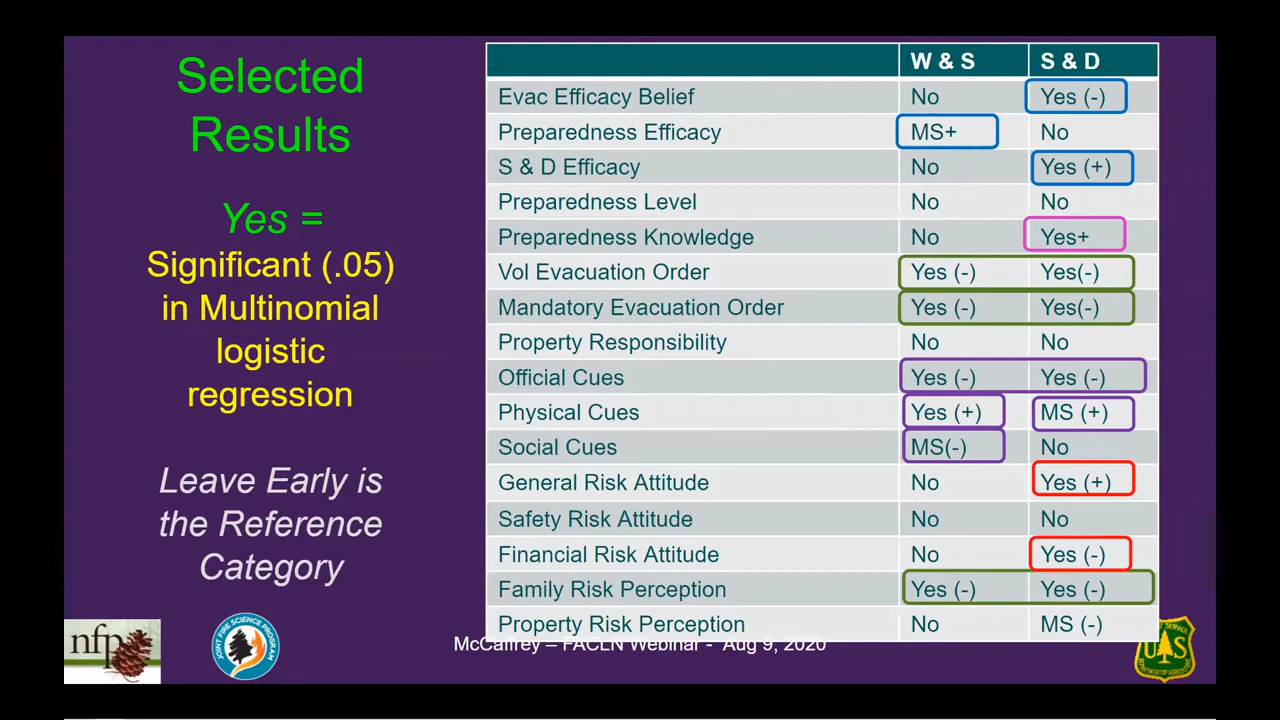 Selected
Results
Yes =
Significant (.05)
in Multinomial
logistic
regression
Leave Early is
the Reference
Category
W & S S & D
Evac Efficacy Belief No Yes (-)
Preparedness Efficacy MS+ No
S & D Efficacy No Yes (+)
Preparedness Level No No
Preparedness Knowledge No Yes+
Vol Evacuation Order Yes (-) Yes(-)
Mandatory Evacuation Order Yes (-) Yes(-)
Property Responsibility No No
Official Cues Yes (-) Yes (-)
Physical Cues Yes (+) MS (+)
Social Cues MS(-) No
General Risk Attitude No Yes (+)
Safety Risk Attitude No No
Financial Risk Attitude No Yes (-)
Family Risk Perception Yes (-) Yes (-)
Property Risk Perception No MS (-)
McCaffrey – FACLN Webinar - Aug 9, 2020
nfp
JOINT FIRE SCIENCE PROGRAM
U S